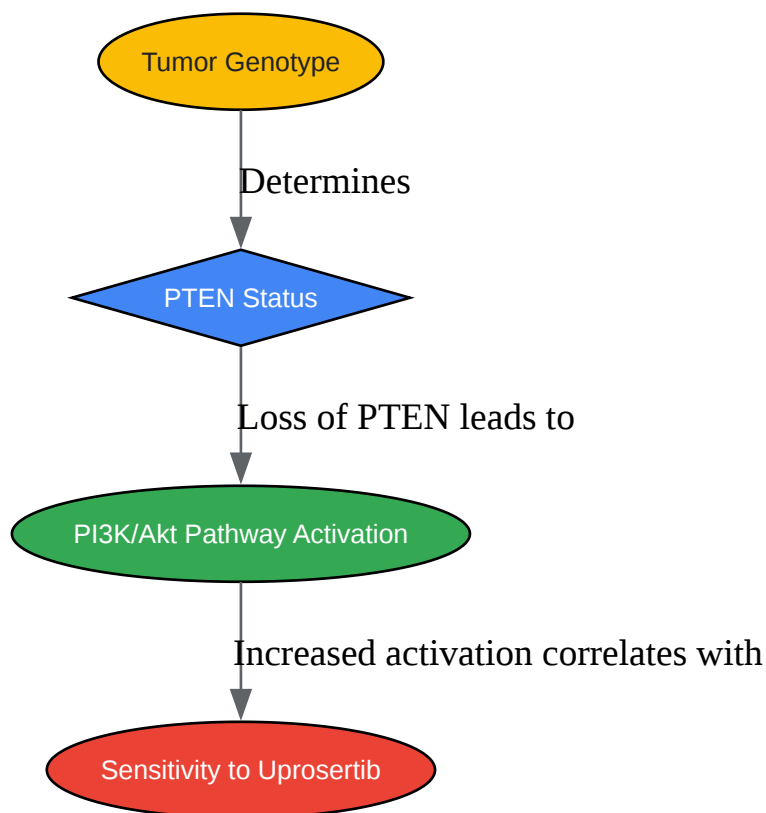 Tumor Genotype
Determines
PTEN Status
Loss of PTEN leads to
PI3K/Akt Pathway Activation
Increased activation correlates with
Sensitivity to Uprosertib